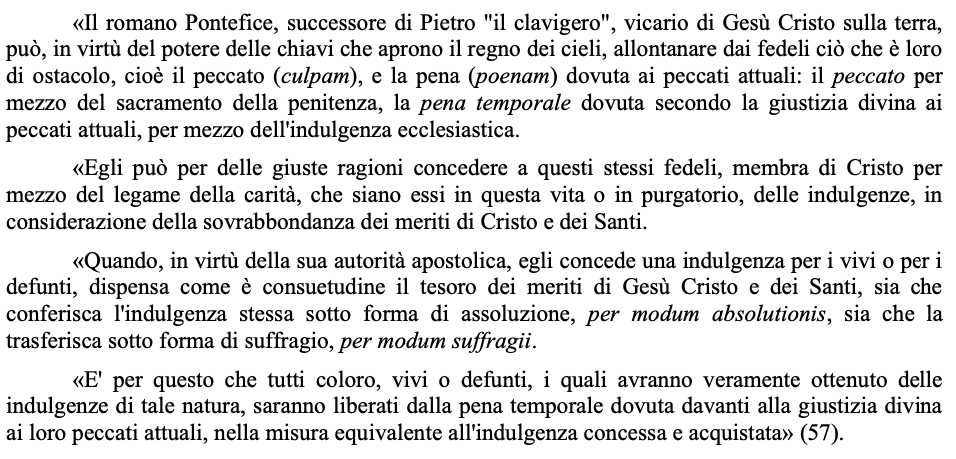 «Il romano Pontefice, successore di Pietro "il clavigero", vicario di Gesù Cristo sulla terra,
può, in virtù del potere delle chiavi che aprono il regno dei cieli, allontanare dai fedeli ciò che è loro
di ostacolo, cioè il peccato (culpam), e la pena (poenam) dovuta ai peccati attuali: il peccato per
mezzo del sacramento della penitenza, la pena temporale dovuta secondo la giustizia divina ai
peccati attuali, per mezzo dell'indulgenza ecclesiastica.
«Egli può per delle giuste ragioni concedere a questi stessi fedeli, membra di Cristo per
mezzo del legame della carità, che siano essi in questa vita o in purgatorio, delle indulgenze, in
considerazione della sovrabbondanza dei meriti di Cristo e dei Santi.
«Quando, in virtù della sua autorità apostolica, egli concede una indulgenza per i vivi o per i
defunti, dispensa come è consuetudine il tesoro dei meriti di Gesù Cristo e dei Santi, sia che
conferisca l'indulgenza stessa sotto forma di assoluzione, per modum absolutionis, sia che la
trasferisca sotto forma di suffragio, per modum suffragii.
«E' per questo che tutti coloro, vivi o defunti, i quali avranno veramente ottenuto delle
indulgenze di tale natura, saranno liberati dalla pena temporale dovuta davanti alla giustizia divina
ai loro peccati attuali, nella misura equivalente all'indulgenza concessa e acquistata» (57).